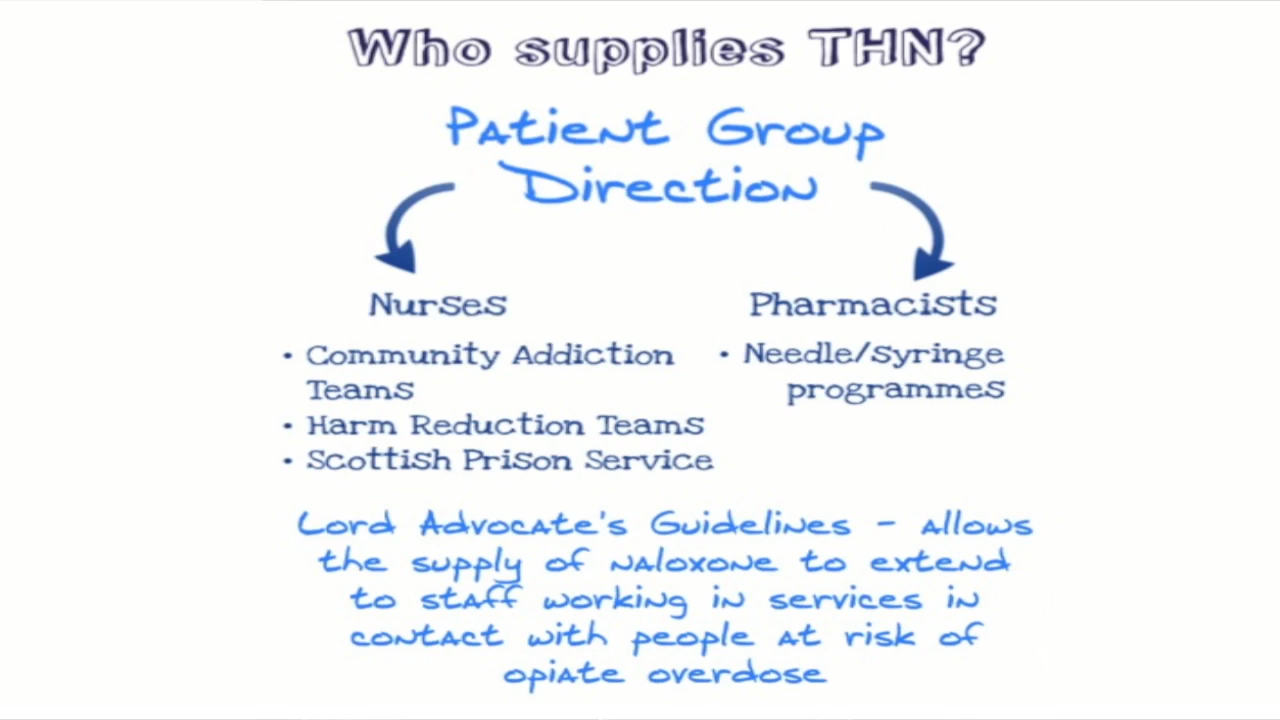 Who supplies THN?
Patient Group
Direction
Nurses
• Community Addiction
Teams
• Harm Reduction Teams
• Scottish Prison Service
Pharmacists
• Needle/syringe
programmes
Lord Advocate's Guidelines - allows
the supply of naloxone to extend
to staff working in services in
contact with people at risk of
opiate overdose